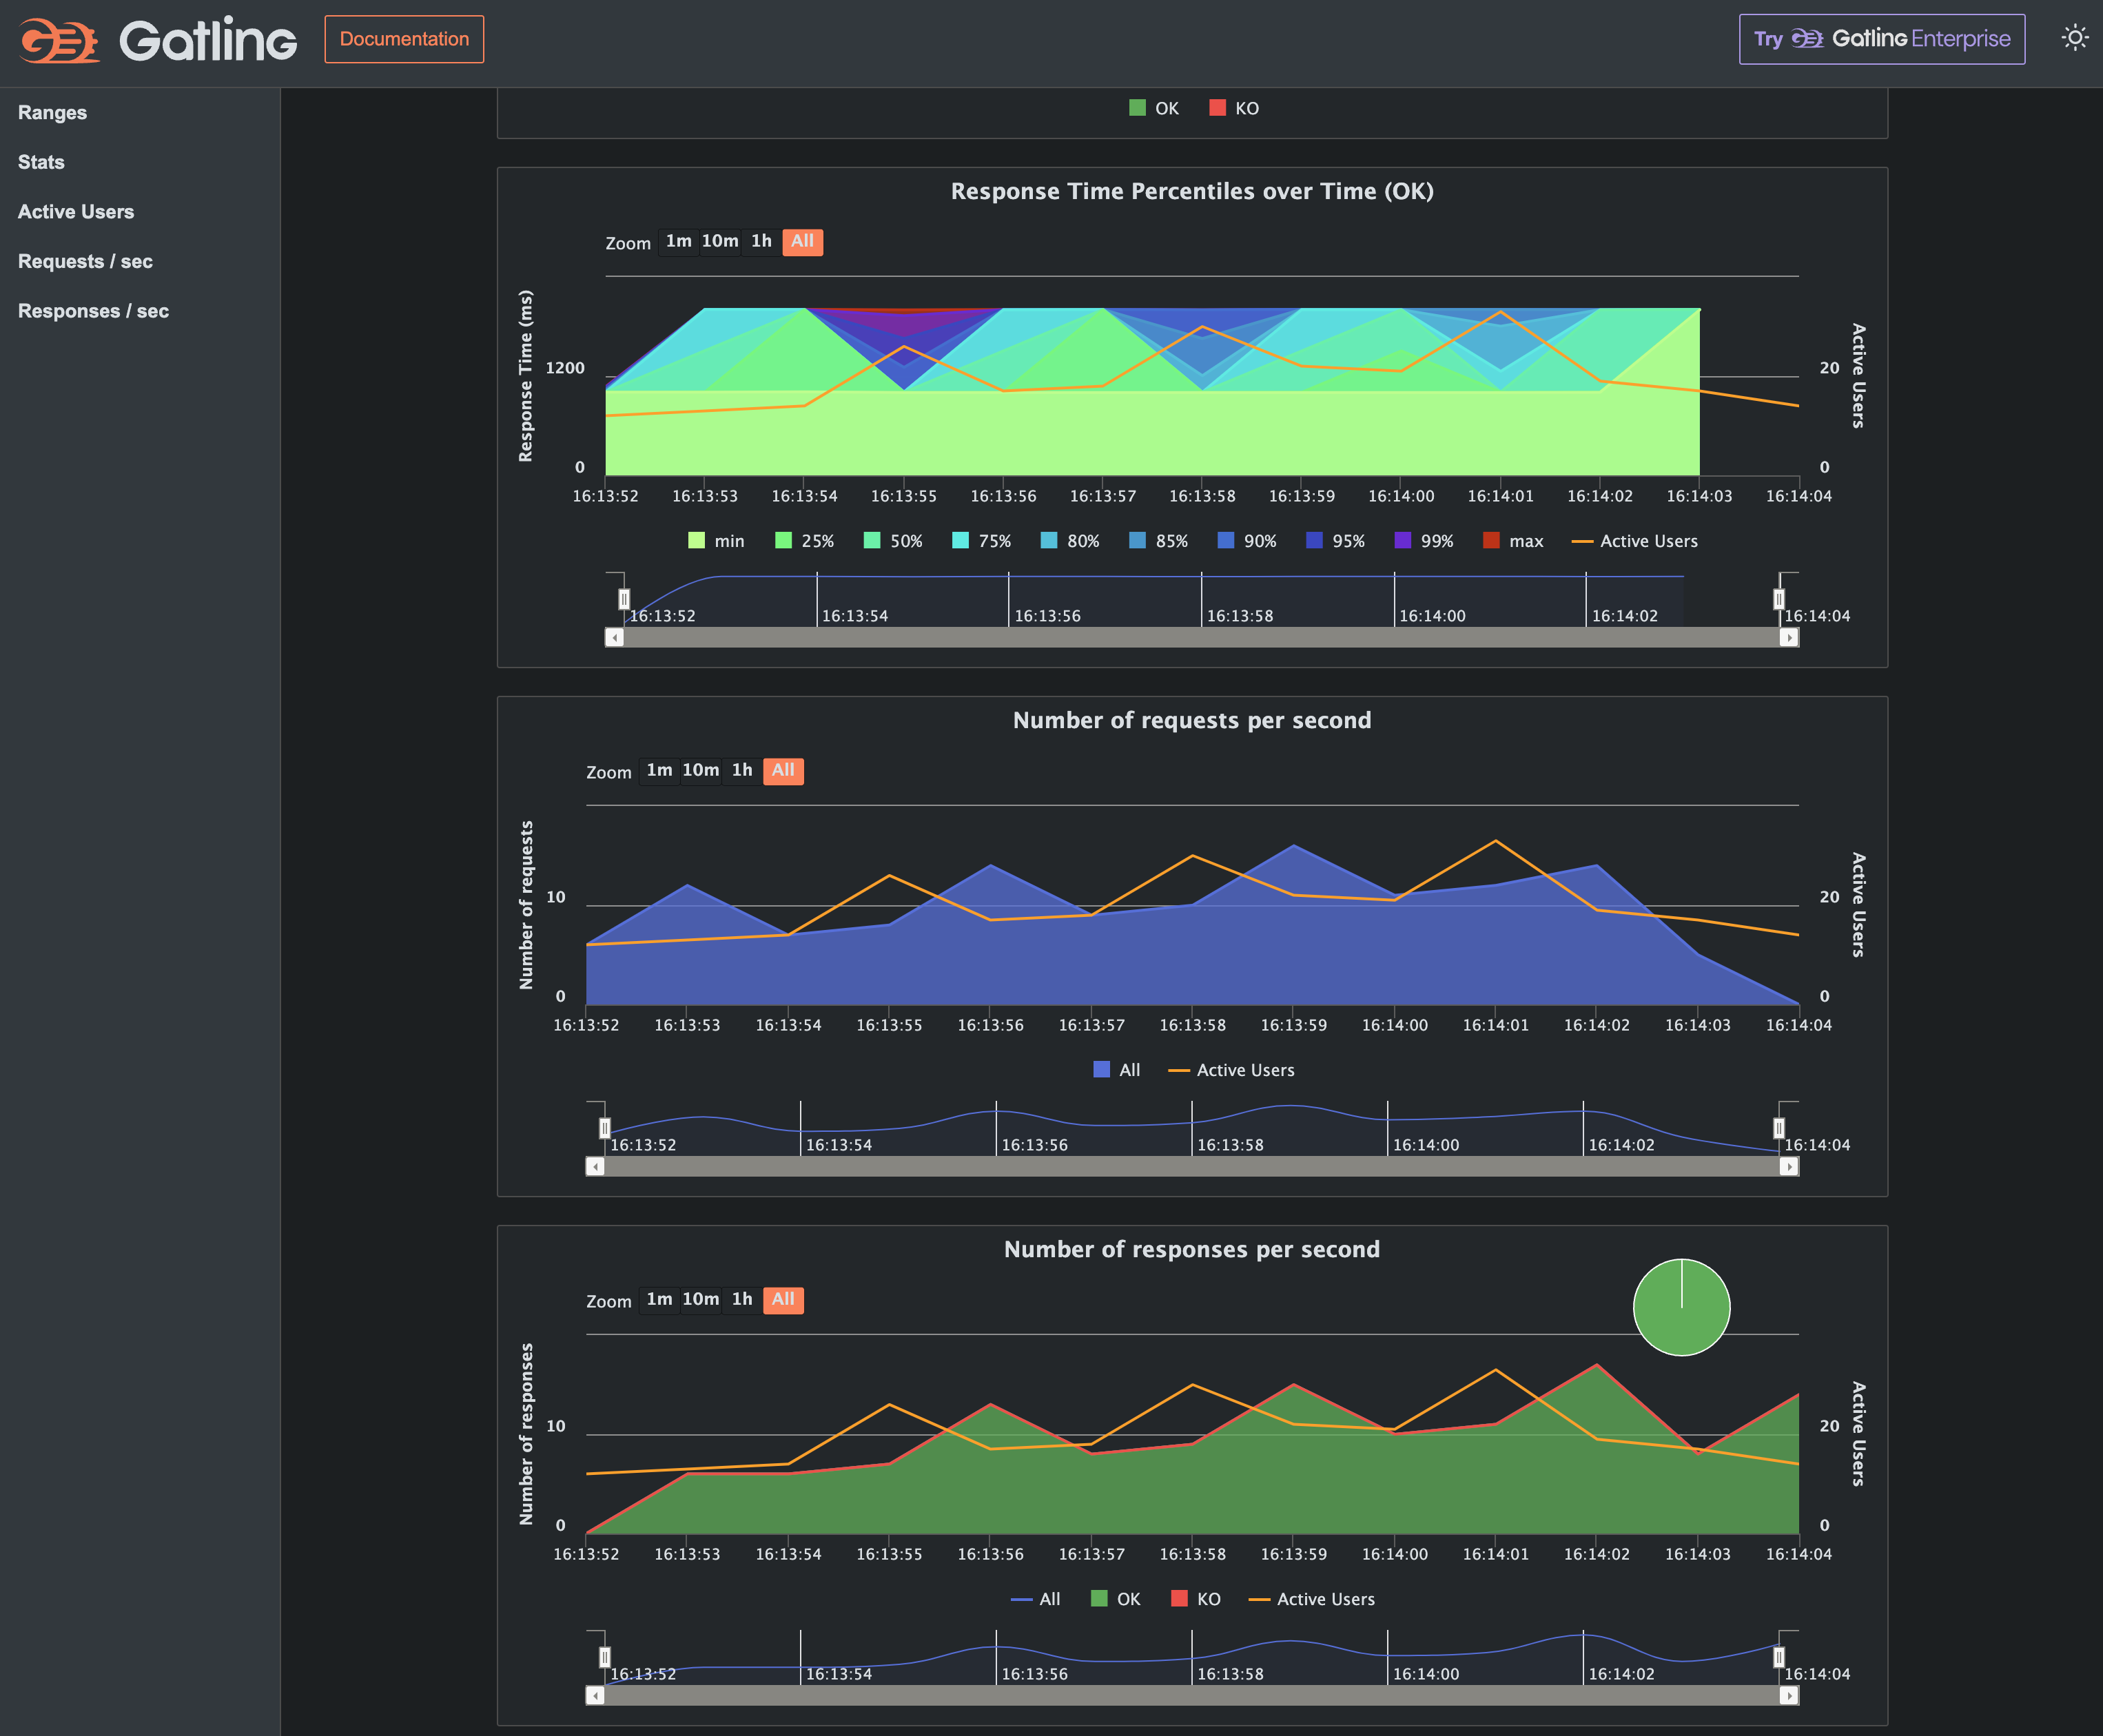 Gatling
Documentation
Try Gatling Enterprise
Ranges
Stats
Active Users
Requests / sec
Responses / sec
OK KO
Response Time Percentiles over Time (OK)
Zoom 1m 10m 1h All
Response Time (ms)
1200
0
Active Users
20
0
16:13:52 16:13:53 16:13:54 16:13:55 16:13:56 16:13:57 16:13:58 16:13:59 16:14:00 16:14:01 16:14:02 16:14:03 16:14:04
min 25% 50% 75% 80% 85% 90% 95% 99% max Active Users
16:13:52 16:13:54 16:13:56 16:13:58 16:14:00 16:14:02 16:14:04
Number of requests per second
Zoom 1m 10m 1h All
Number of requests
10
0
Active Users
20
0
16:13:52 16:13:53 16:13:54 16:13:55 16:13:56 16:13:57 16:13:58 16:13:59 16:14:00 16:14:01 16:14:02 16:14:03 16:14:04
All Active Users
16:13:52 16:13:54 16:13:56 16:13:58 16:14:00 16:14:02 16:14:04
Number of responses per second
Zoom 1m 10m 1h All
Number of responses
10
0
Active Users
20
0
16:13:52 16:13:53 16:13:54 16:13:55 16:13:56 16:13:57 16:13:58 16:13:59 16:14:00 16:14:01 16:14:02 16:14:03 16:14:04
All OK KO Active Users
16:13:52 16:13:54 16:13:56 16:13:58 16:14:00 16:14:02 16:14:04